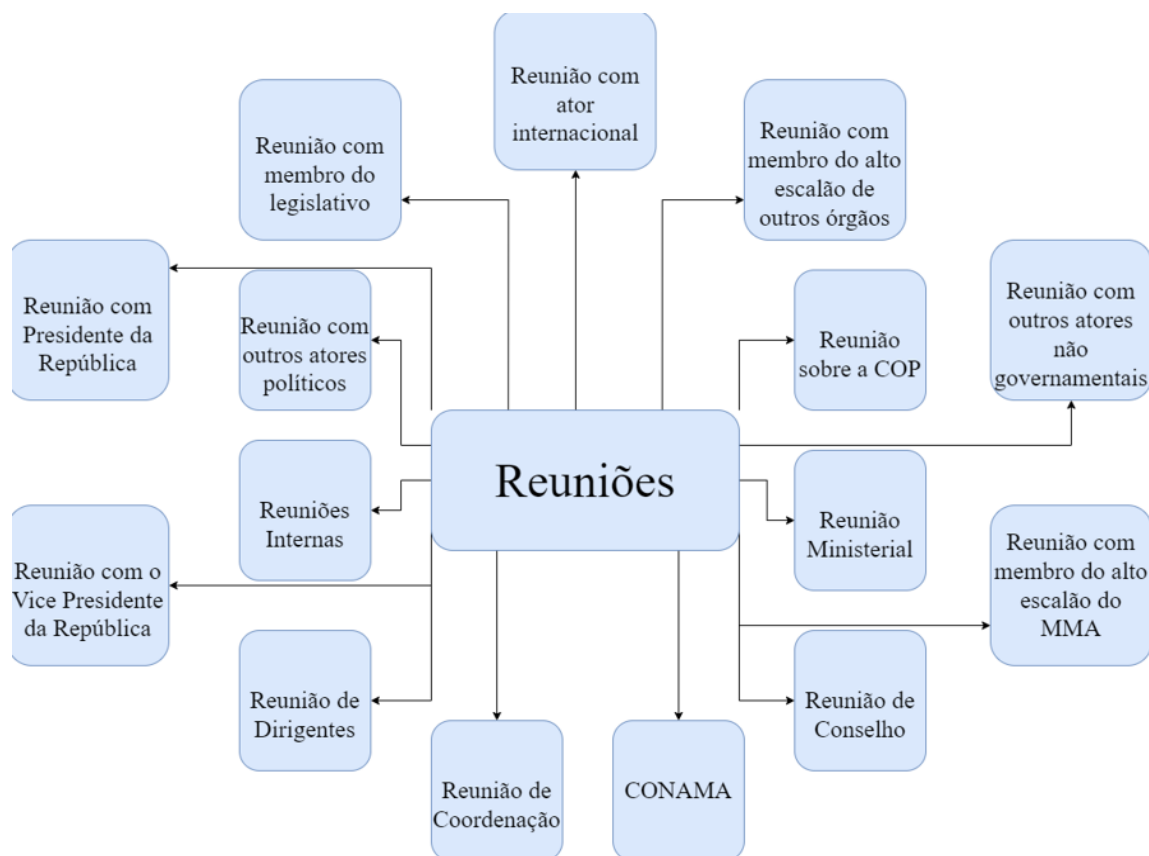 Reunião com
ator
internacional
Reunião com
membro do
legislativo
Reunião com
membro do alto
escalão de
outros órgãos
Reunião com
Presidente da
República
Reunião com
outros atores
políticos
Reunião
sobre a COP
Reunião com
outros atores
não
governamentais
Reuniões
Reuniões
Internas
Reunião
Ministerial
Reunião com o
Vice Presidente
da República
Reunião com
membro do alto
escalão do
MMA
Reunião de
Dirigentes
Reunião de
Coordenação
CONAMA
Reunião de
Conselho